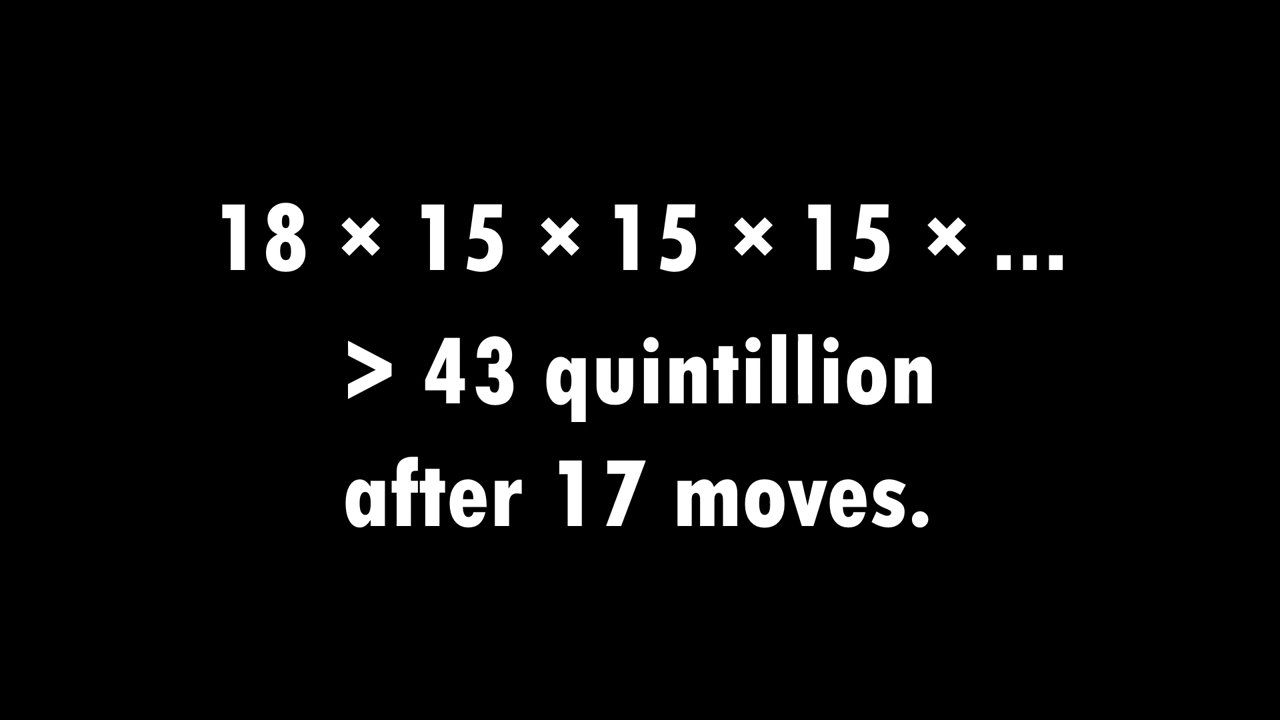 18 × 15 × 15 × 15 × ...
> 43 quintillion
after 17 moves.